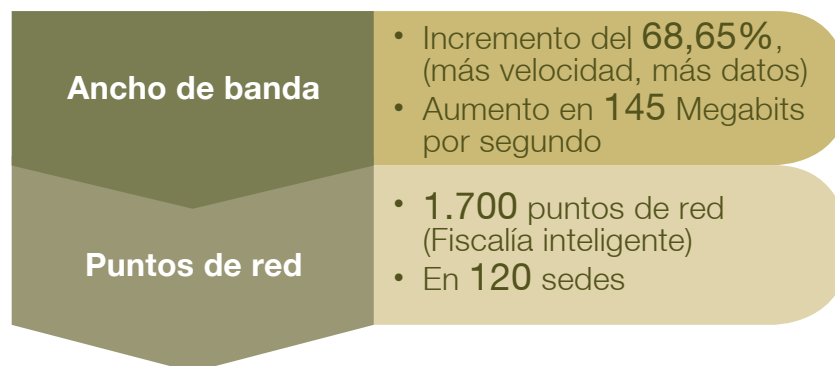 Ancho de banda
• Incremento del 68,65%,
(más velocidad, más datos)
• Aumento en 145 Megabits
por segundo
Puntos de red
• 1.700 puntos de red
(Fiscalía inteligente)
• En 120 sedes